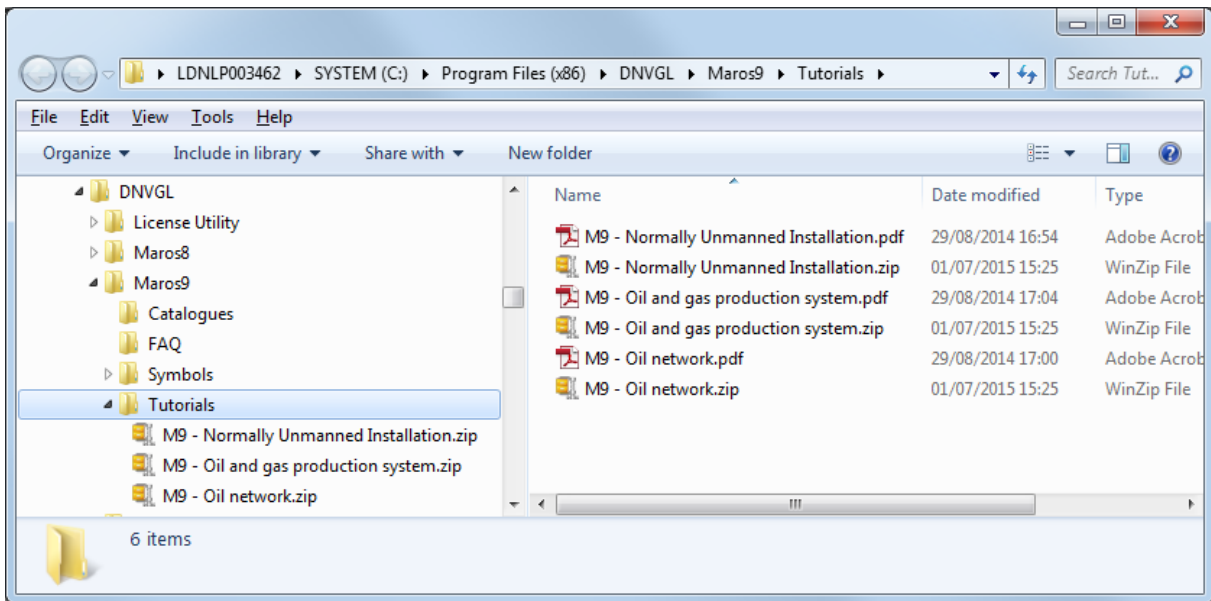 LDNLP003462 SYSTEM (C:) Program Files (x86) DNVGL Maros9 Tutorials Search Tut...
File Edit View Tools Help
Organize Include in library Share with New folder
DNVGL
License Utility
Maros8
Maros9
Catalogues
FAQ
Symbols
Tutorials
M9 - Normally Unmanned Installation.zip
M9 - Oil and gas production system.zip
M9 - Oil network.zip
Name Date modified Type
M9 - Normally Unmanned Installation.pdf 29/08/2014 16:54 Adobe Acrob
M9 - Normally Unmanned Installation.zip 01/07/2015 15:25 WinZip File
M9 - Oil and gas production system.pdf 29/08/2014 17:04 Adobe Acrob
M9 - Oil and gas production system.zip 01/07/2015 15:25 WinZip File
M9 - Oil network.pdf 29/08/2014 17:00 Adobe Acrob
M9 - Oil network.zip 01/07/2015 15:25 WinZip File
6 items